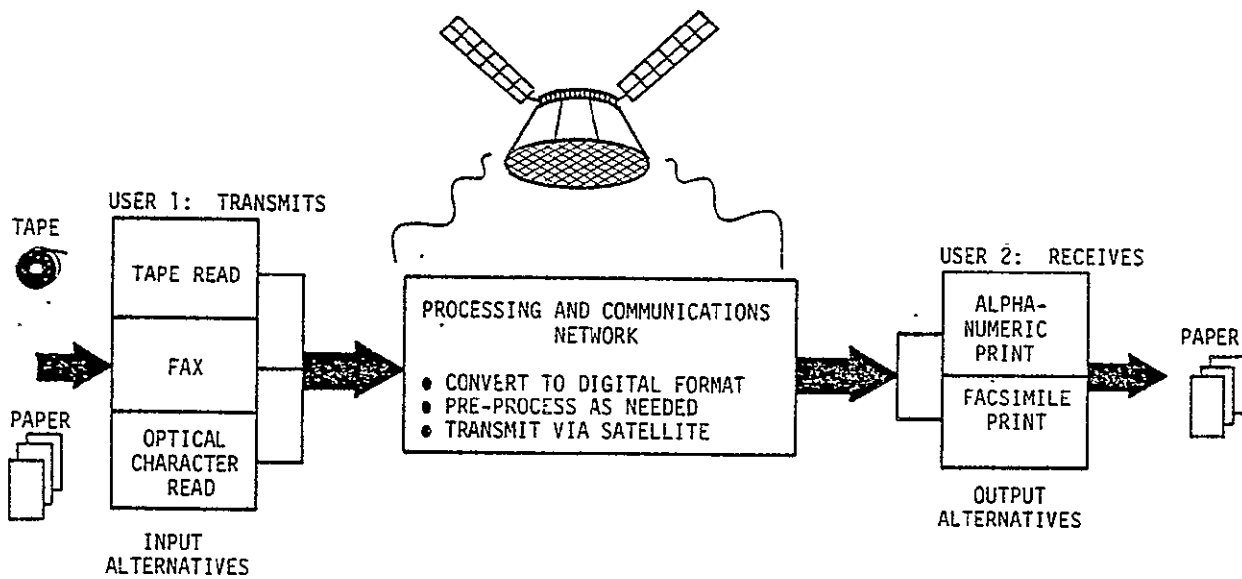 USER 1: TRANSMITS
TAPE
TAPE READ
FAX
PAPER
OPTICAL
CHARACTER
READ
INPUT
ALTERNATIVES
PROCESSING AND COMMUNICATIONS
NETWORK
● CONVERT TO DIGITAL FORMAT
● PRE-PROCESS AS NEEDED
● TRANSMIT VIA SATELLITE
USER 2: RECEIVES
ALPHA-
NUMERIC
PRINT
FACSIMILE
PRINT
PAPER
OUTPUT
ALTERNATIVES